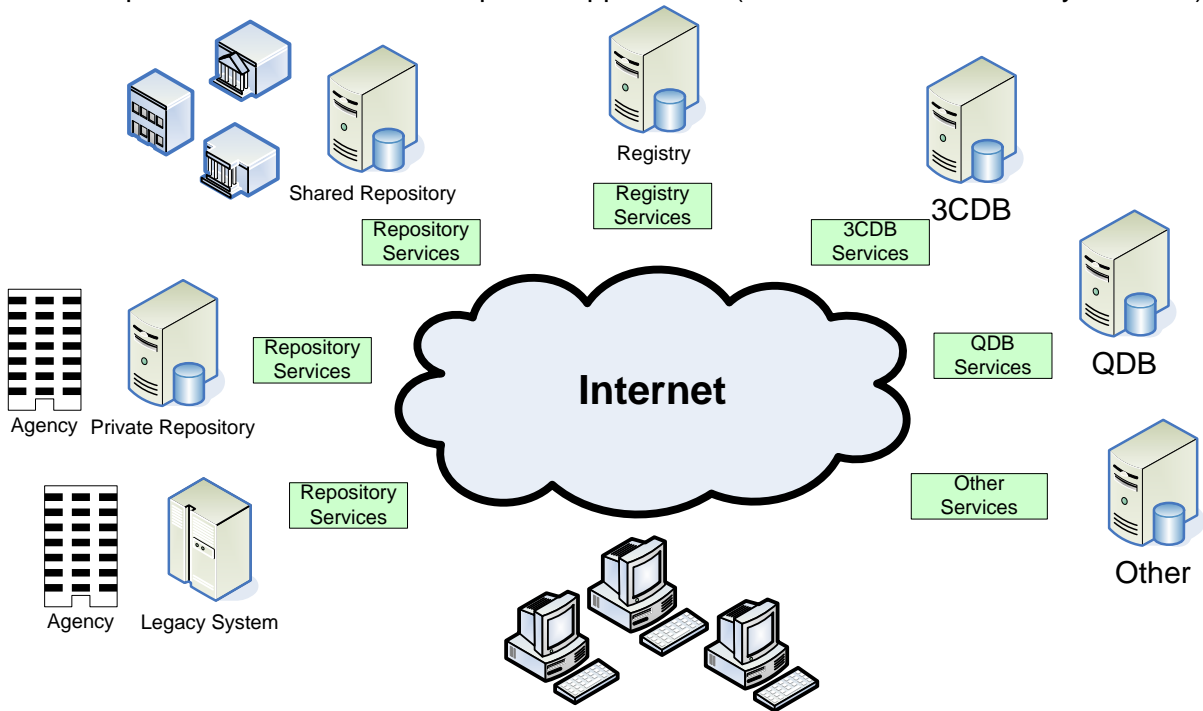 Registry
Shared Repository
Registry
Services
3CDB
Repository
Services
3CDB
Services
Repository
Services
Internet
QDB
Services
QDB
Agency
Private Repository
Repository
Services
Other
Services
Other
Agency
Legacy System